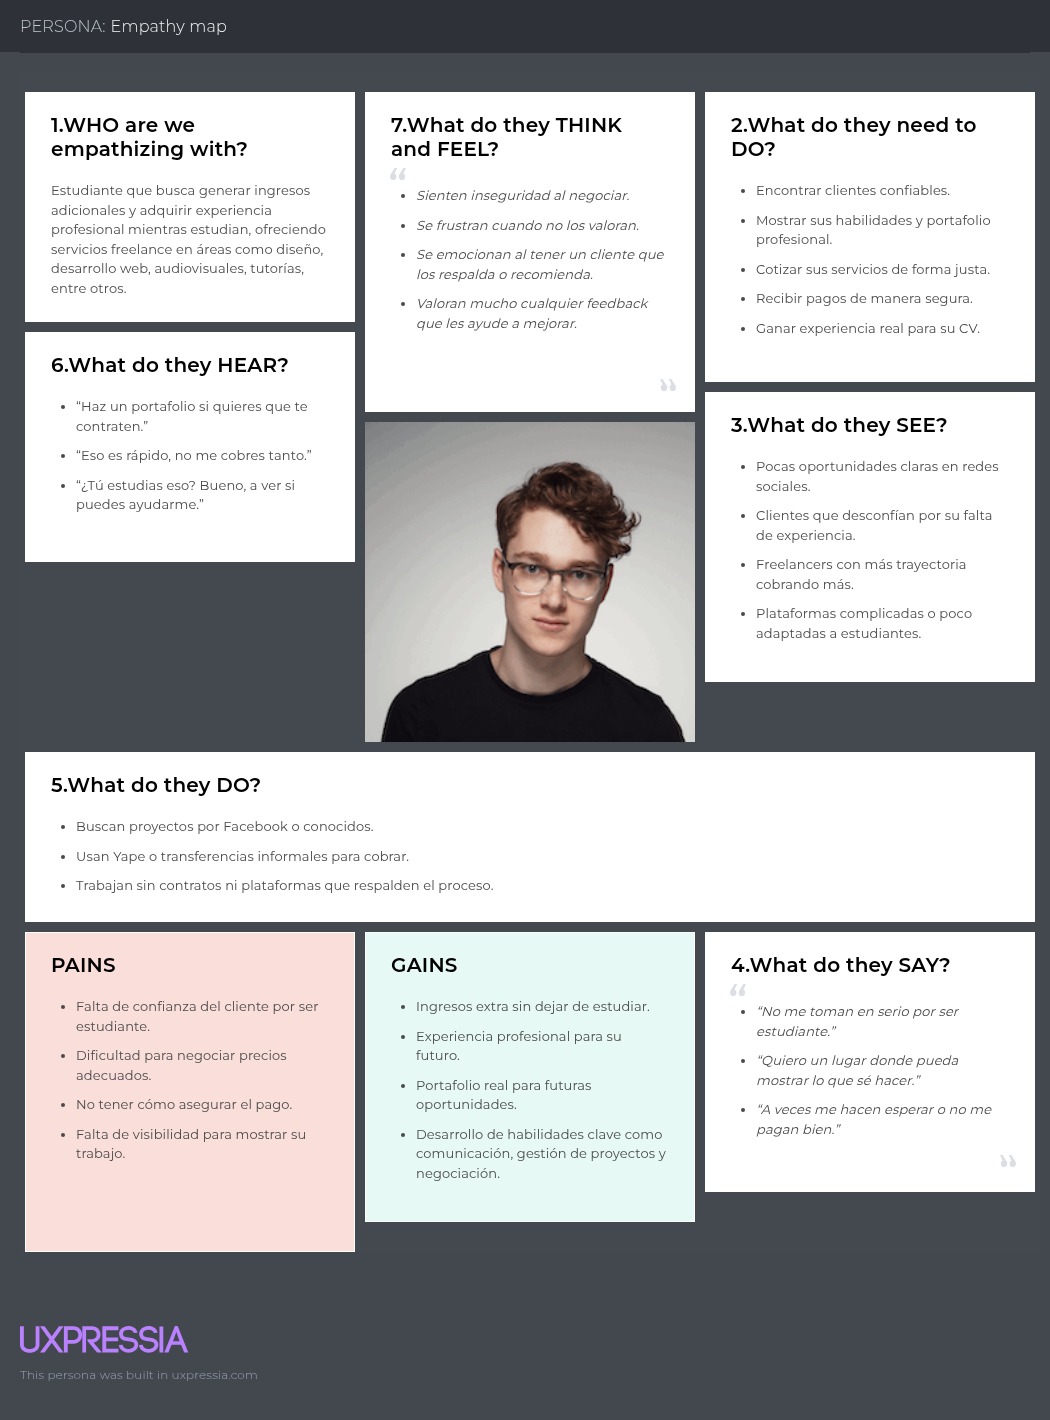 PERSONA: Empathy map
1.WHO are we
empathizing with?
Estudiante que busca generar ingresos
adicionales y adquirir experiencia
profesional mientras estudian, ofreciendo
servicios freelance en áreas como diseño,
desarrollo web, audiovisuales, tutorías,
entre otros.
7.What do they THINK
and FEEL?
“
• Sienten inseguridad al negociar.
• Se frustran cuando no los valoran.
• Se emocionan al tener un cliente que
los respalda o recomienda.
• Valoran mucho cualquier feedback
que les ayude a mejorar.
”
2.What do they need to
DO?
• Encontrar clientes confiables.
• Mostrar sus habilidades y portafolio
profesional.
• Cotizar sus servicios de forma justa.
• Recibir pagos de manera segura.
• Ganar experiencia real para su CV.
6.What do they HEAR?
• “Haz un portafolio si quieres que te
contraten.”
• “Eso es rápido, no me cobres tanto.”
• “¿Tú estudias eso? Bueno, a ver si
puedes ayudarme.”
3.What do they SEE?
• Pocas oportunidades claras en redes
sociales.
• Clientes que desconfían por su falta
de experiencia.
• Freelancers con más trayectoria
cobrando más.
• Plataformas complicadas o poco
adaptadas a estudiantes.
5.What do they DO?
• Buscan proyectos por Facebook o conocidos.
• Usan Yape o transferencias informales para cobrar.
• Trabajan sin contratos ni plataformas que respalden el proceso.
PAINS
• Falta de confianza del cliente por ser
estudiante.
• Dificultad para negociar precios
adecuados.
• No tener cómo asegurar el pago.
• Falta de visibilidad para mostrar su
trabajo.
GAINS
• Ingresos extra sin dejar de estudiar.
• Experiencia profesional para su
futuro.
• Portafolio real para futuras
oportunidades.
• Desarrollo de habilidades clave como
comunicación, gestión de proyectos y
negociación.
4.What do they SAY?
“
• “No me toman en serio por ser
estudiante.”
• “Quiero un lugar donde pueda
mostrar lo que sé hacer.”
• “A veces me hacen esperar o no me
pagan bien.”
”
UXPRESSIA
This persona was built in uxpressia.com